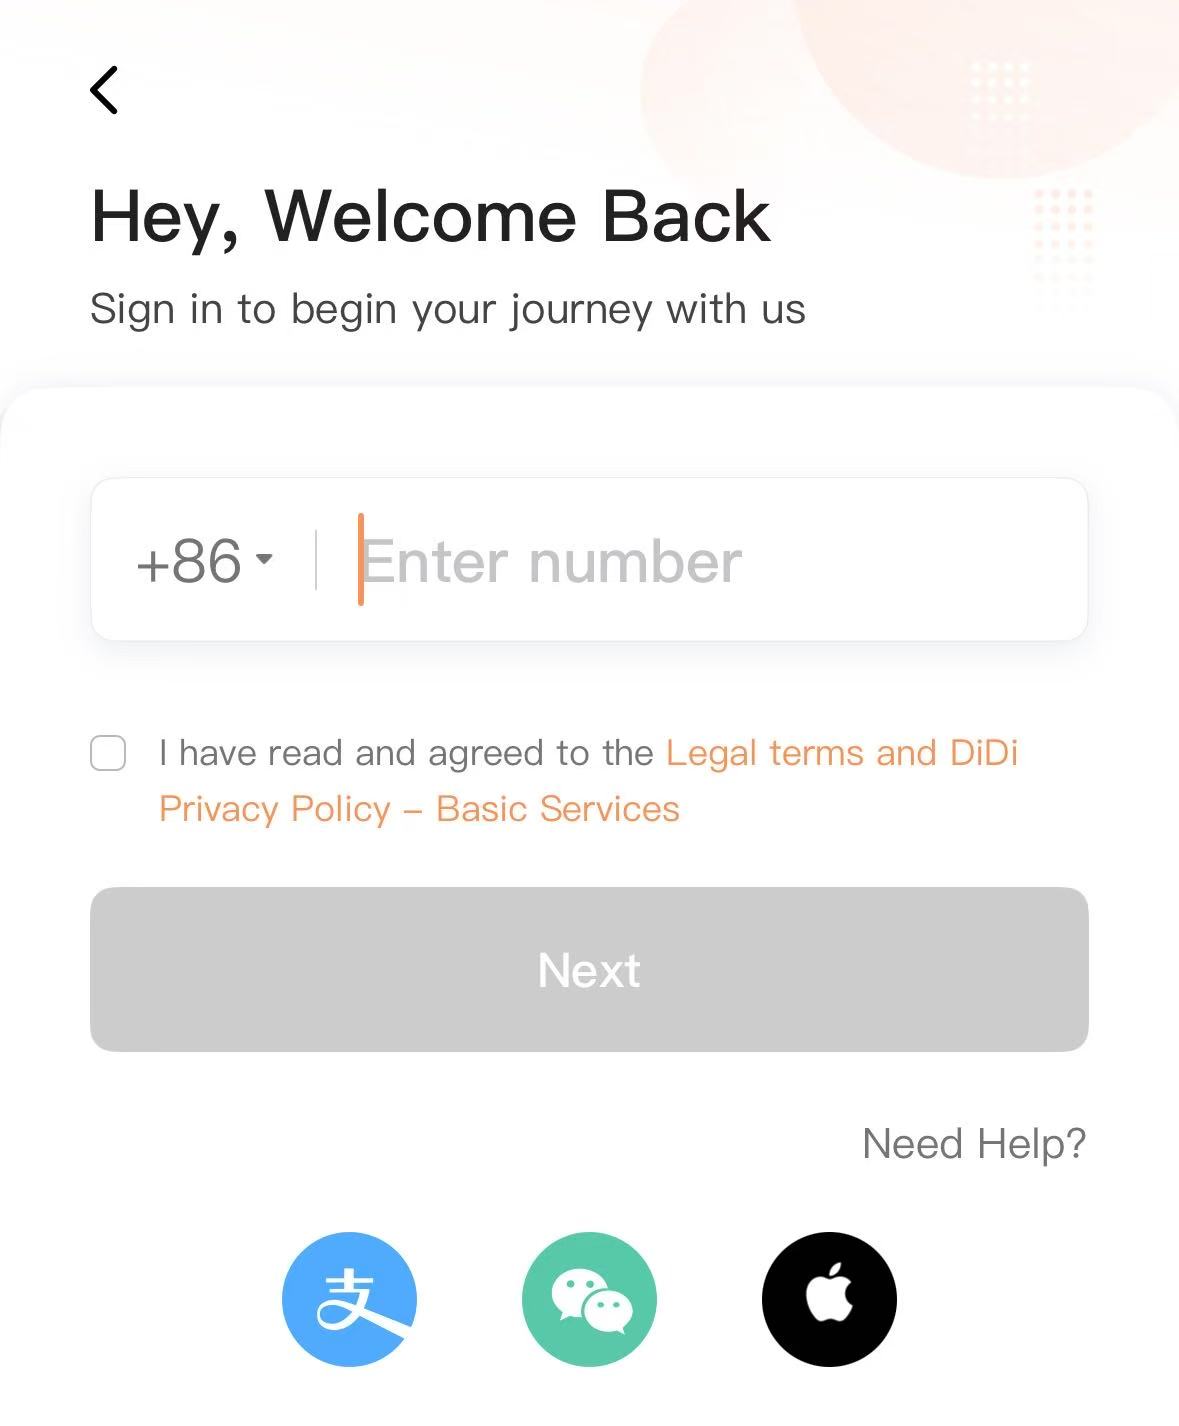 Hey, Welcome Back
Sign in to begin your journey with us
+86
Enter number
I have read and agreed to the Legal terms and DiDi
Privacy Policy – Basic Services
Next
Need Help?
支